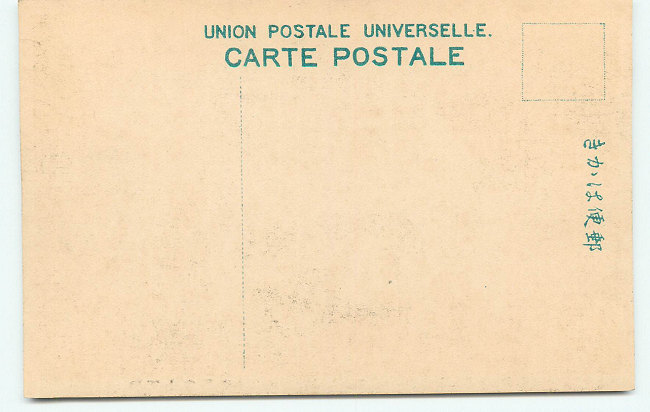 UNION POSTALE UNIVERSELLE.
CARTE POSTALE
きかは便郵